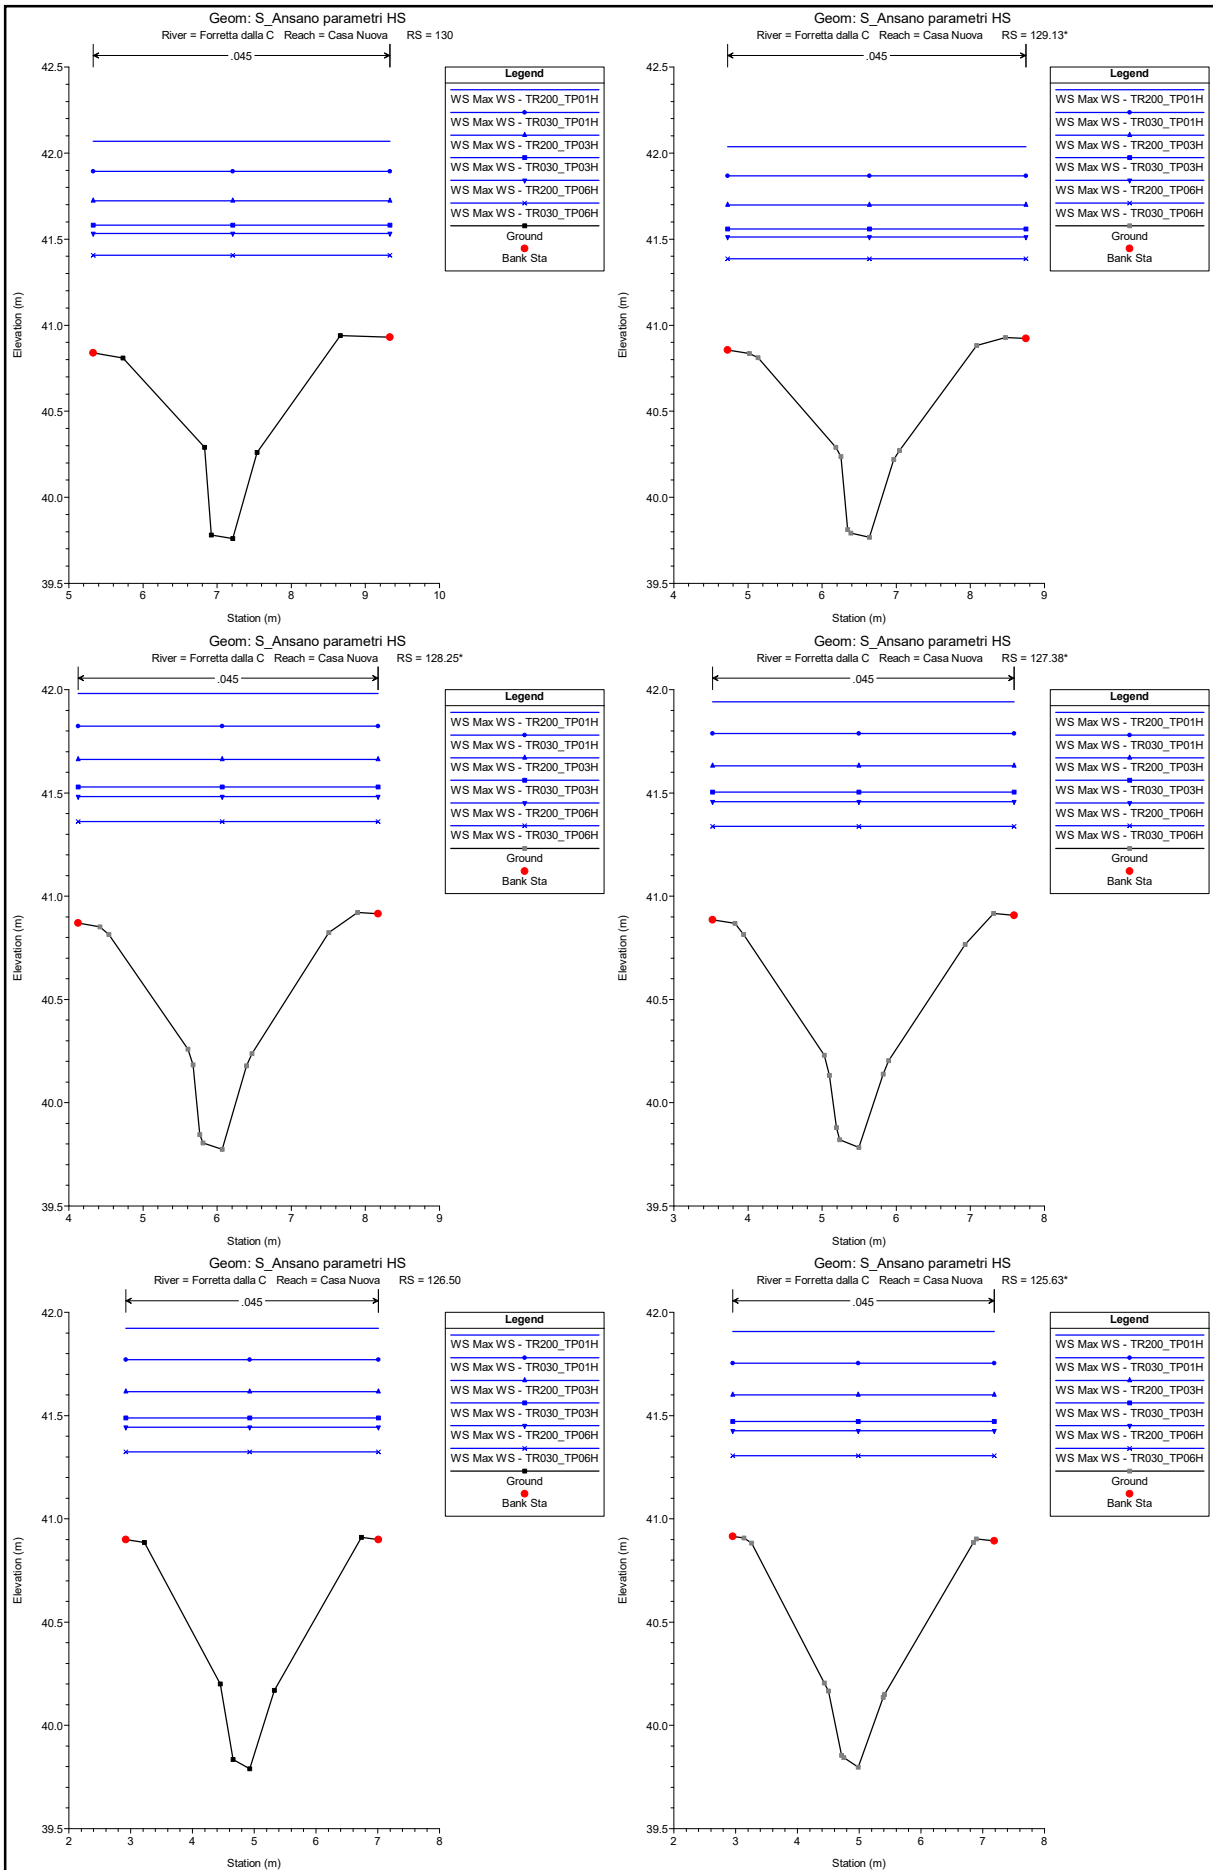 Geom: S_Ansano parametri HS
River = Forretta dalla C Reach = Casa Nuova RS = 130
.045
42.5
42.0
41.5
41.0
40.5
40.0
39.5
Elevation (m)
5 6 7 8 9 10
Station (m)
Legend
WS Max WS - TR200_TP01H
WS Max WS - TR030_TP01H
WS Max WS - TR200_TP03H
WS Max WS - TR030_TP03H
WS Max WS - TR200_TP06H
WS Max WS - TR030_TP06H
Ground
Bank Sta
Geom: S_Ansano parametri HS
River = Forretta dalla C Reach = Casa Nuova RS = 129.13*
.045
42.5
42.0
41.5
41.0
40.5
40.0
39.5
Elevation (m)
4 5 6 7 8 9
Station (m)
Legend
WS Max WS - TR200_TP01H
WS Max WS - TR030_TP01H
WS Max WS - TR200_TP03H
WS Max WS - TR030_TP03H
WS Max WS - TR200_TP06H
WS Max WS - TR030_TP06H
Ground
Bank Sta
Geom: S_Ansano parametri HS
River = Forretta dalla C Reach = Casa Nuova RS = 128.25*
.045
42.0
41.5
41.0
40.5
40.0
39.5
Elevation (m)
4 5 6 7 8 9
Station (m)
Legend
WS Max WS - TR200_TP01H
WS Max WS - TR030_TP01H
WS Max WS - TR200_TP03H
WS Max WS - TR030_TP03H
WS Max WS - TR200_TP06H
WS Max WS - TR030_TP06H
Ground
Bank Sta
Geom: S_Ansano parametri HS
River = Forretta dalla C Reach = Casa Nuova RS = 127.38*
.045
42.0
41.5
41.0
40.5
40.0
39.5
Elevation (m)
3 4 5 6 7 8
Station (m)
Legend
WS Max WS - TR200_TP01H
WS Max WS - TR030_TP01H
WS Max WS - TR200_TP03H
WS Max WS - TR030_TP03H
WS Max WS - TR200_TP06H
WS Max WS - TR030_TP06H
Ground
Bank Sta
Geom: S_Ansano parametri HS
River = Forretta dalla C Reach = Casa Nuova RS = 126.50
.045
42.0
41.5
41.0
40.5
40.0
39.5
Elevation (m)
2 3 4 5 6 7 8
Station (m)
Legend
WS Max WS - TR200_TP01H
WS Max WS - TR030_TP01H
WS Max WS - TR200_TP03H
WS Max WS - TR030_TP03H
WS Max WS - TR200_TP06H
WS Max WS - TR030_TP06H
Ground
Bank Sta
Geom: S_Ansano parametri HS
River = Forretta dalla C Reach = Casa Nuova RS = 125.63*
.045
42.0
41.5
41.0
40.5
40.0
39.5
Elevation (m)
2 3 4 5 6 7 8
Station (m)
Legend
WS Max WS - TR200_TP01H
WS Max WS - TR030_TP01H
WS Max WS - TR200_TP03H
WS Max WS - TR030_TP03H
WS Max WS - TR200_TP06H
WS Max WS - TR030_TP06H
Ground
Bank Sta